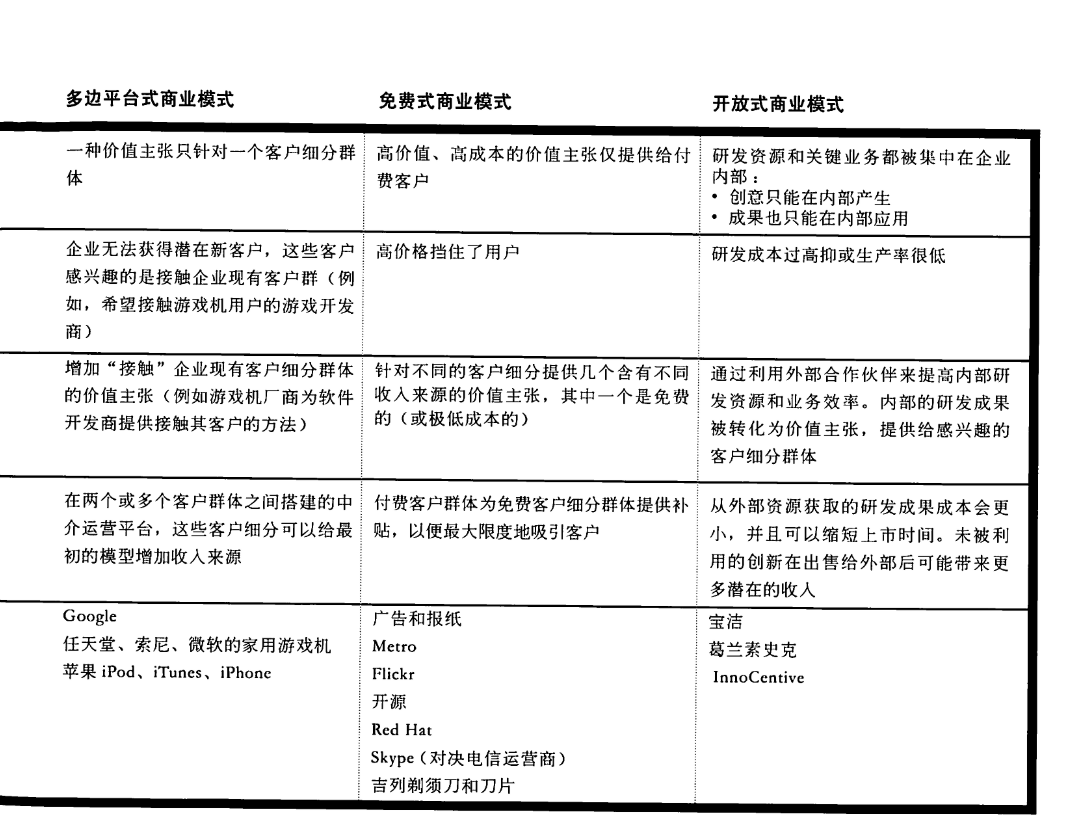 多边平台式商业模式
免费式商业模式
开放式商业模式
一种价值主张只针对一个客户细分群
体
高价值、高成本的价值主张仅提供给付
费客户
研发资源和关键业务都被集中在企业
内部：
• 创意只能在内部产生
• 成果也只能在内部应用
企业无法获得潜在新客户，这些客户
感兴趣的是接触企业现有客户群（例
如，希望接触游戏机用户的游戏开发
商）
高价格挡住了用户
研发成本过高抑或生产率很低
增加“接触”企业现有客户细分群体
的价值主张（例如游戏机厂商为软件
开发商提供接触其客户的方法）
针对不同的客户细分提供几个含有不同
收入来源的价值主张，其中一个是免费
的（或极低成本的）
通过利用外部合作伙伴来提高内部研
发资源和业务效率。内部的研发成果
被转化为价值主张，提供给感兴趣的
客户细分群体
在两个或多个客户群体之间搭建的中
介运营平台，这些客户细分可以给最
初的模型增加收入来源
付费客户群体为免费客户细分群体提供补
贴，以便最大限度地吸引客户
从外部资源获取的研发成果成本会更
小，并且可以缩短上市时间。未被利
用的创新在出售给外部后可能带来更
多潜在的收入
Google
任天堂、索尼、微软的家用游戏机
苹果 iPod、iTunes、iPhone
广告和报纸
Metro
Flickr
开源
Red Hat
Skype（对决电信运营商）
吉列剃须刀和刀片
宝洁
葛兰素史克
InnoCentive